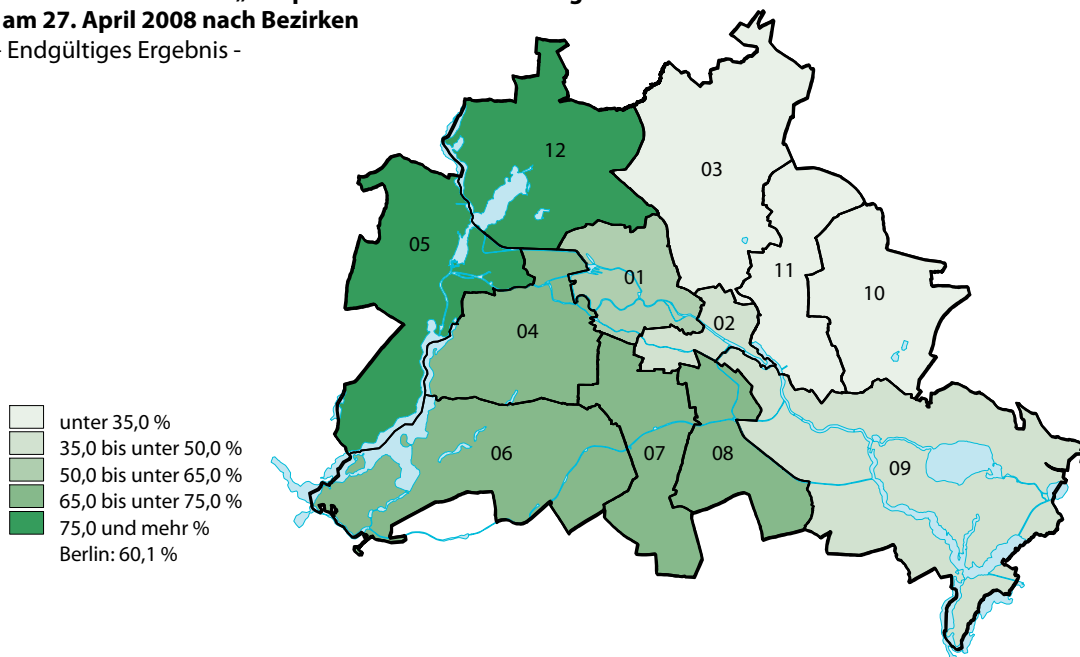 am 27. April 2008 nach Bezirken
- Endgültiges Ergebnis -
12
03
05
01
11
10
02
04
06
07
08
09
unter 35,0 %
35,0 bis unter 50,0 %
50,0 bis unter 65,0 %
65,0 bis unter 75,0 %
75,0 und mehr %
Berlin: 60,1 %